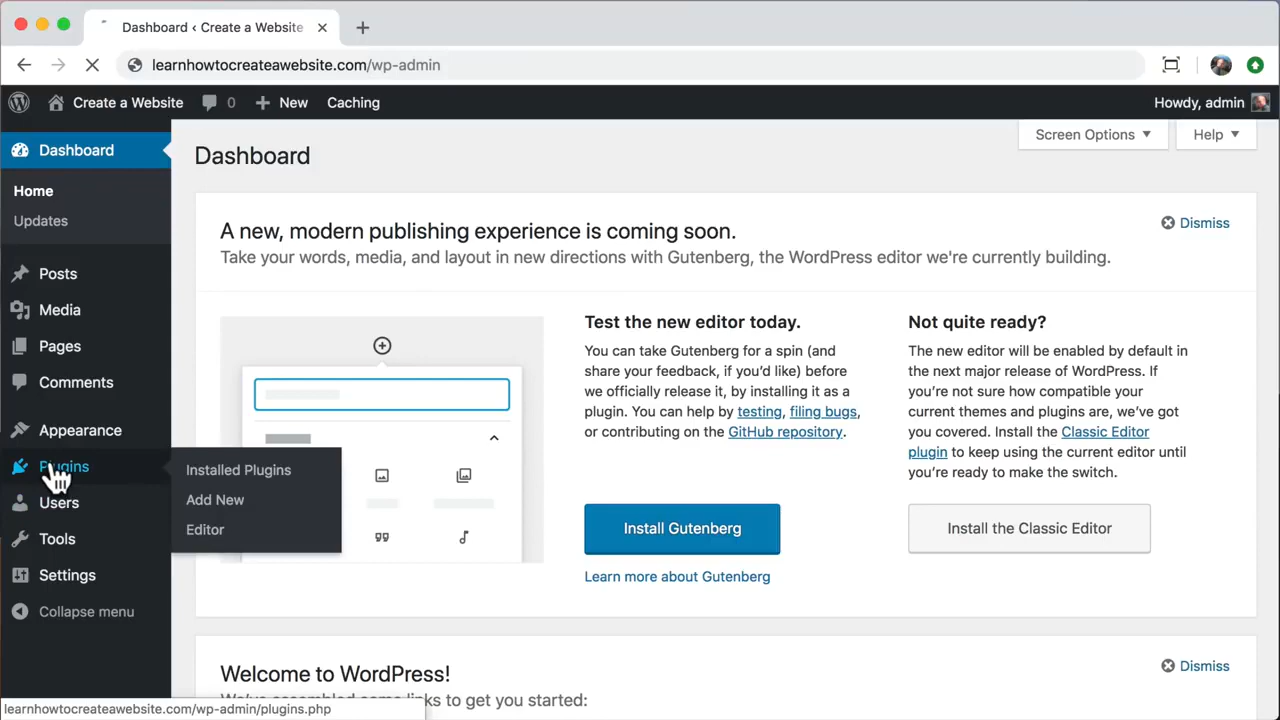 Dashboard ‹ Create a Website
learnhowtocreateawebsite.com/wp-admin
Create a Website 0 New Caching Howdy, admin
Dashboard
Home
Updates
Posts
Media
Pages
Comments
Appearance
Plugins
Users
Tools
Settings
Collapse menu
Installed Plugins
Add New
Editor
Screen Options Help
Dashboard
A new, modern publishing experience is coming soon. Dismiss
Take your words, media, and layout in new directions with Gutenberg, the WordPress editor we're currently building.
Test the new editor today.
You can take Gutenberg for a spin (and
share your feedback, if you'd like) before
we officially release it, by installing it as a
plugin. You can help by testing, filing bugs,
or contributing on the GitHub repository.
Install Gutenberg
Learn more about Gutenberg
Not quite ready?
The new editor will be enabled by default in
the next major release of WordPress. If
you're not sure how compatible your
current themes and plugins are, we've got
you covered. Install the Classic Editor
plugin to keep using the current editor until
you're ready to make the switch.
Install the Classic Editor
Welcome to WordPress! Dismiss
We've assembled some links to get you started:
learnhowtocreateawebsite.com/wp-admin/plugins.php